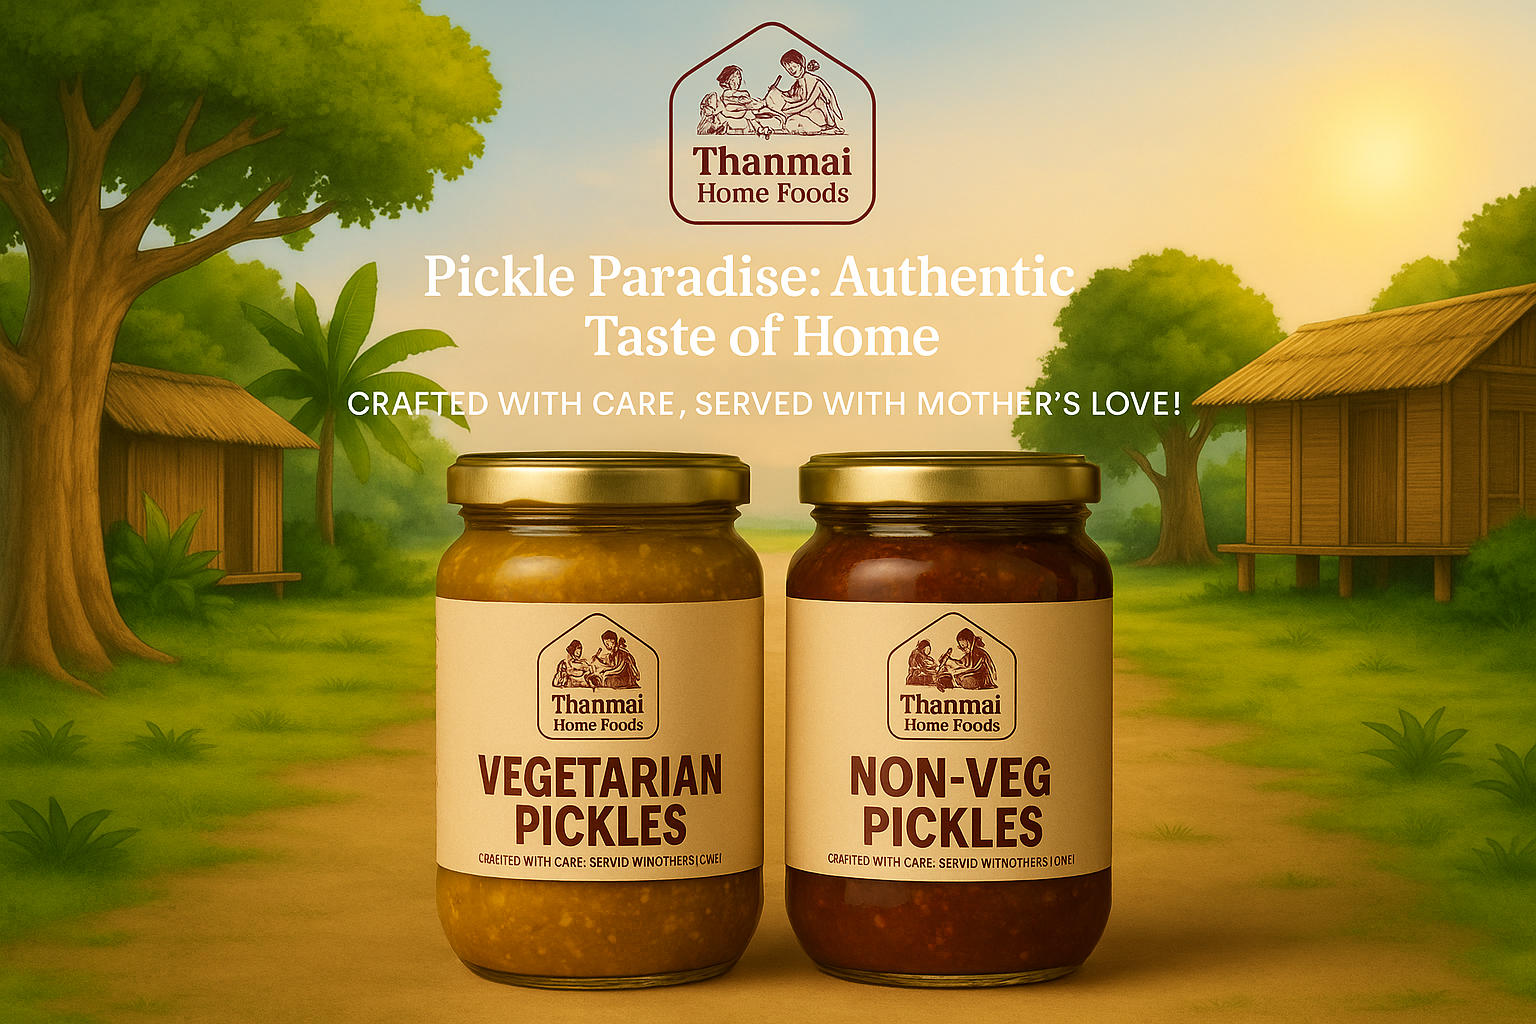 Thanmai
Home Foods
Pickle Paradise: Authentic
Taste of Home
CRAFTED WITH CARE, SERVED WITH MOTHER'S LOVE!
Thanmai
Home Foods
VEGETARIAN
PICKLES
CRAEITED WITH CARE: SERVID WINOTHERS|CWE!
Thanmai
Home Foods
NON-VEG
PICKLES
CRAFITED WITH CARE: SERVID WITNOTHERS|ONE!